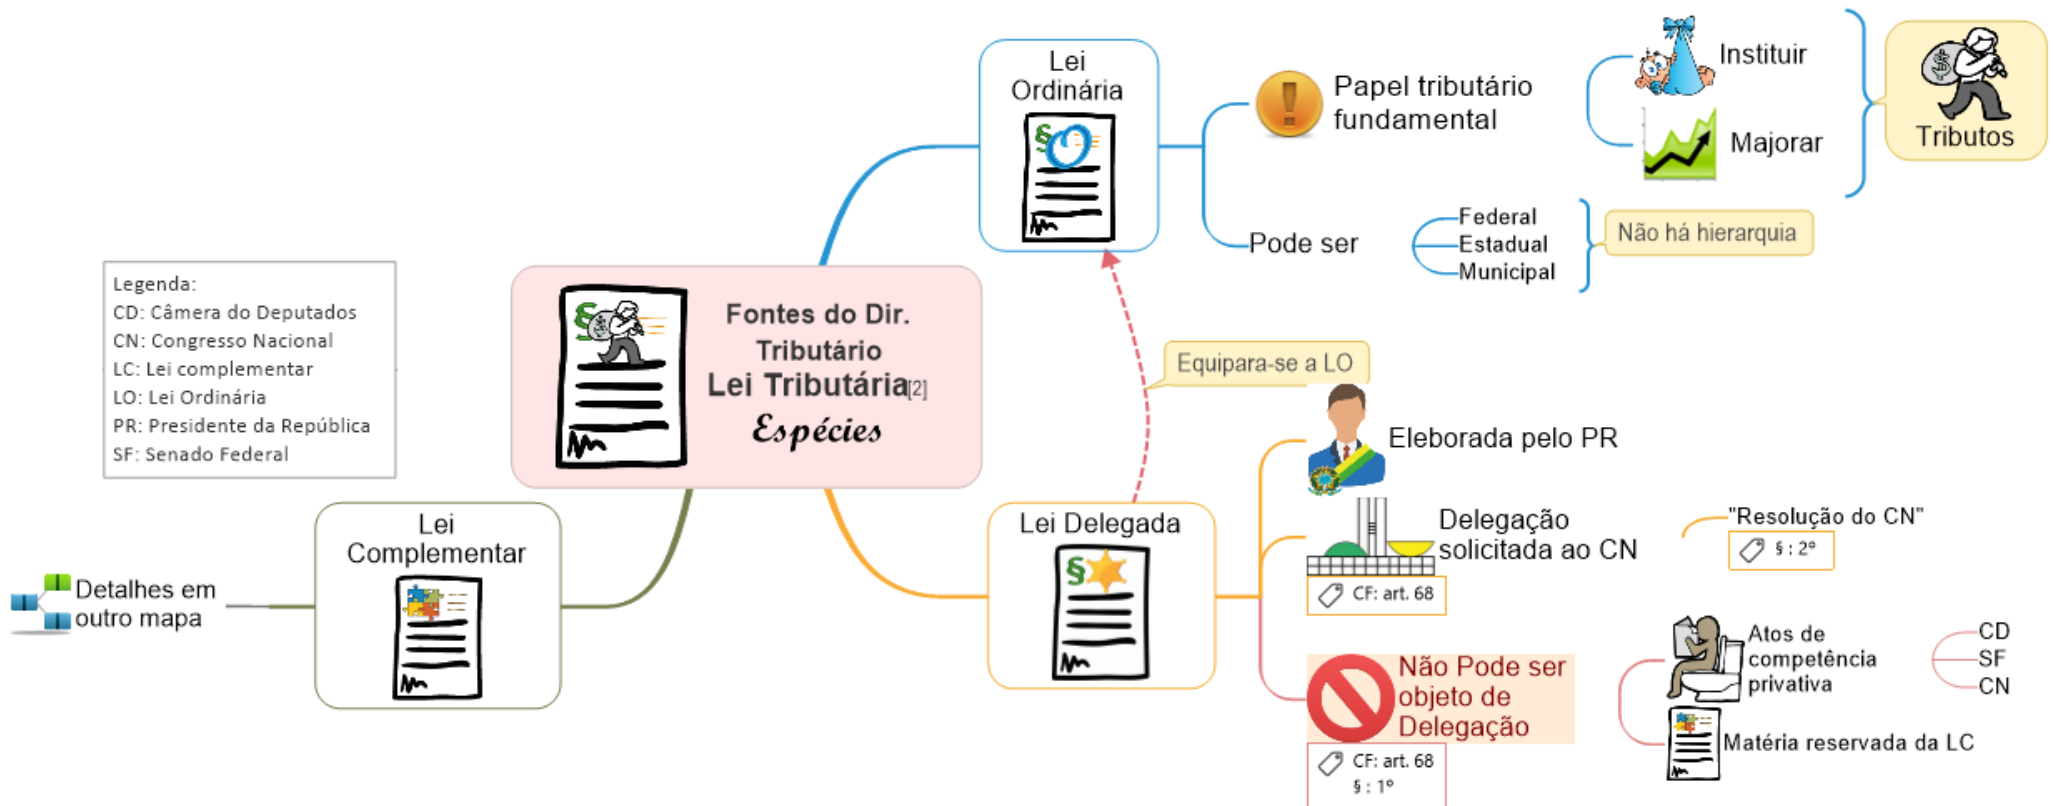 Fontes do Dir.
Tributário
Lei Tributária[2]
Espécies
Lei
Ordinária
Papel tributário
fundamental
Instituir
Majorar
Tributos
Pode ser
Federal
Estadual
Municipal
Não há hierarquia
Equipara-se a LO
Lei Delegada
Eleborada pelo PR
Delegação
solicitada ao CN
CF: art. 68
"Resolução do CN"
§ : 2º
Não Pode ser
objeto de
Delegação
CF: art. 68
§ : 1º
Atos de
competência
privativa
CD
SF
CN
Matéria reservada da LC
Lei
Complementar
Detalhes em
outro mapa
Legenda:
CD: Câmera do Deputados
CN: Congresso Nacional
LC: Lei complementar
LO: Lei Ordinária
PR: Presidente da República
SF: Senado Federal